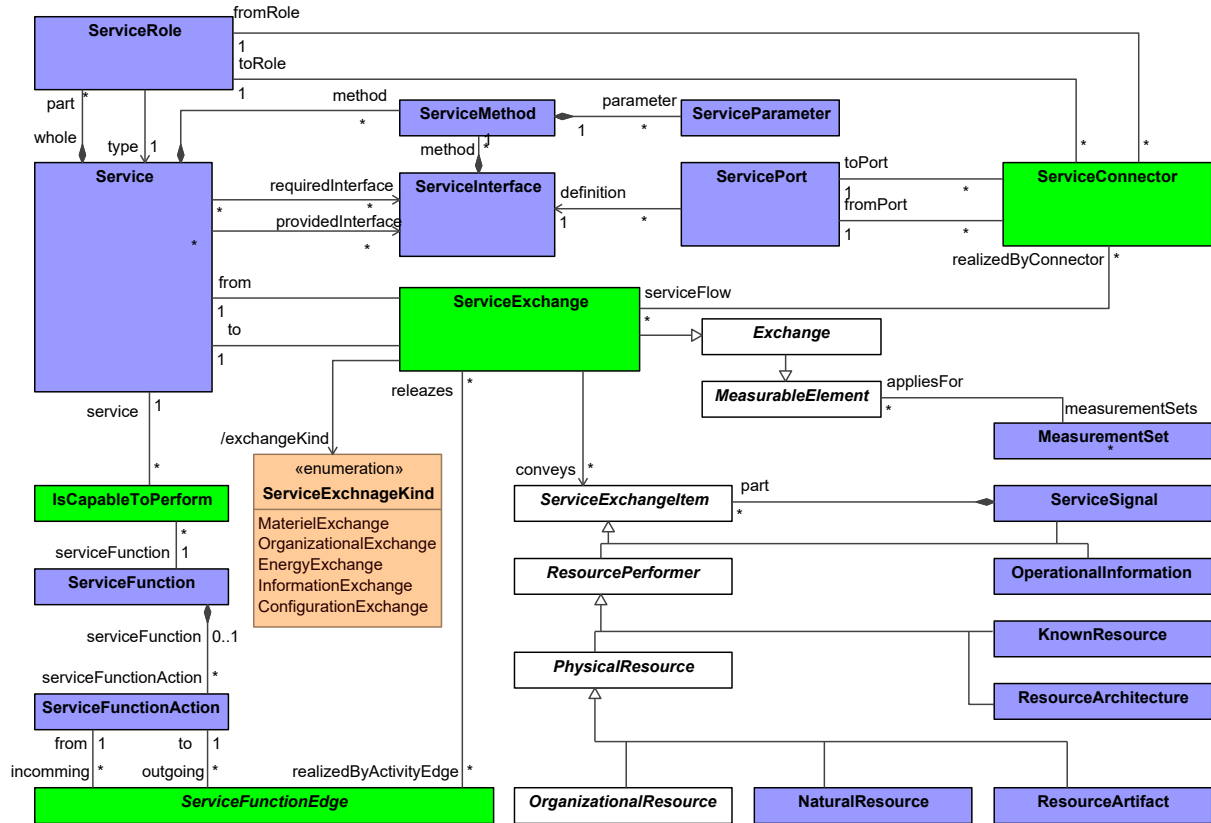 fromRole
ServiceRole
1
toRole
1
part
*
method
ServiceMethod
1
parameter
ServiceParameter
*
1
*
whole
type
1
method
*
*
*
Service
requiredInterface
ServiceInterface
definition
ServicePort
toPort
ServiceConnector
*
*
1
*
providedInterface
1
*
fromPort
*
*
1
*
realizedByConnector
*
from
ServiceExchange
serviceFlow
1
*
Exchange
to
1
releazes
*
MeasurableElement
appliesFor
*
service
1
measurementSets
/exchangeKind
MeasurementSet
*
«enumeration»
ServiceExchnageKind
MaterielExchange
OrganizationalExchange
EnergyExchange
InformationExchange
ConfigurationExchange
*
conveys
*
IsCapableToPerform
ServiceExchangeItem
part
*
ServiceSignal
*
serviceFunction
1
ServiceFunction
ResourcePerformer
OperationalInformation
serviceFunction
0..1
KnownResource
serviceFunctionAction
*
PhysicalResource
ServiceFunctionAction
ResourceArchitecture
from
1
to
1
incomming
*
outgoing
*
realizedByActivityEdge
*
ServiceFunctionEdge
OrganizationalResource
NaturalResource
ResourceArtifact